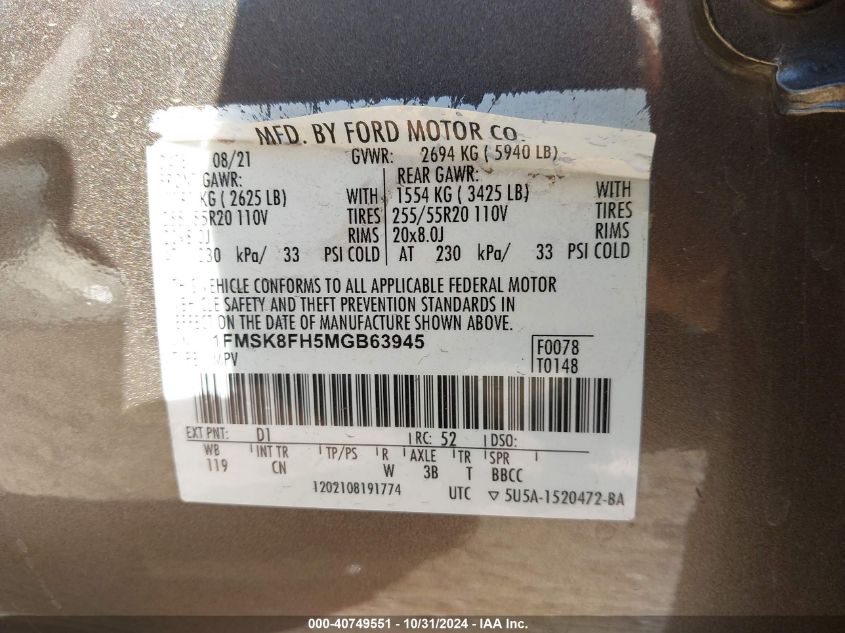 MFD. BY FORD MOTOR CO.
08/21 GVWR: 2694 KG ( 5940 LB)
GAWR: REAR GAWR:
KG ( 2625 LB) WITH 1554 KG ( 3425 LB) WITH
255/55R20 110V TIRES 255/55R20 110V TIRES
RIMS 20x8.0J RIMS
230 kPa/ 33 PSI COLD AT 230 kPa/ 33 PSI COLD
VEHICLE CONFORMS TO ALL APPLICABLE FEDERAL MOTOR
VEHICLE SAFETY AND THEFT PREVENTION STANDARDS IN
EFFECT ON THE DATE OF MANUFACTURE SHOWN ABOVE.
1FMSK8FH5MGB63945 F0078
MPV T0148
EXT PNT: D1 RC: 52 DSO:
WB INT TR TP/PS R AXLE TR SPR
119 CN W 3B T BBCC
1202108191774 UTC ▽ 5U5A-1520472-BA
000-40749551 - 10/31/2024 - IAA Inc.